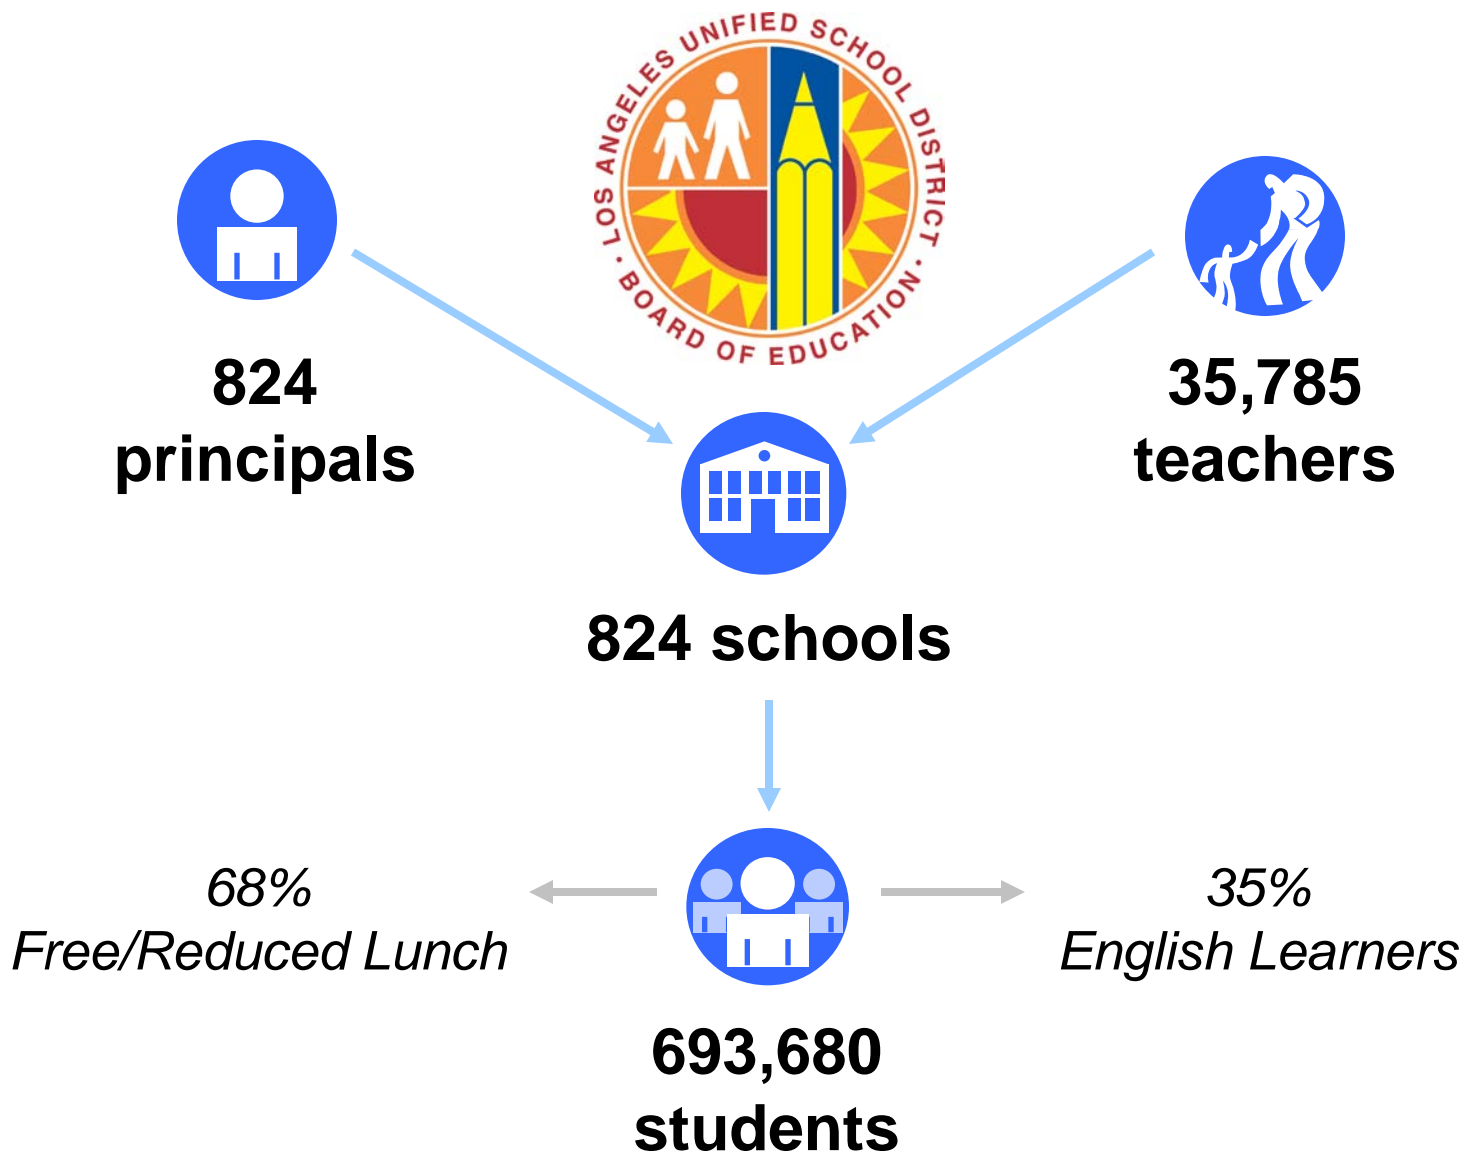 LOS ANGELES UNIFIED SCHOOL DISTRICT
· BOARD OF EDUCATION ·
824
principals
35,785
teachers
824 schools
68%
Free/Reduced Lunch
35%
English Learners
693,680
students